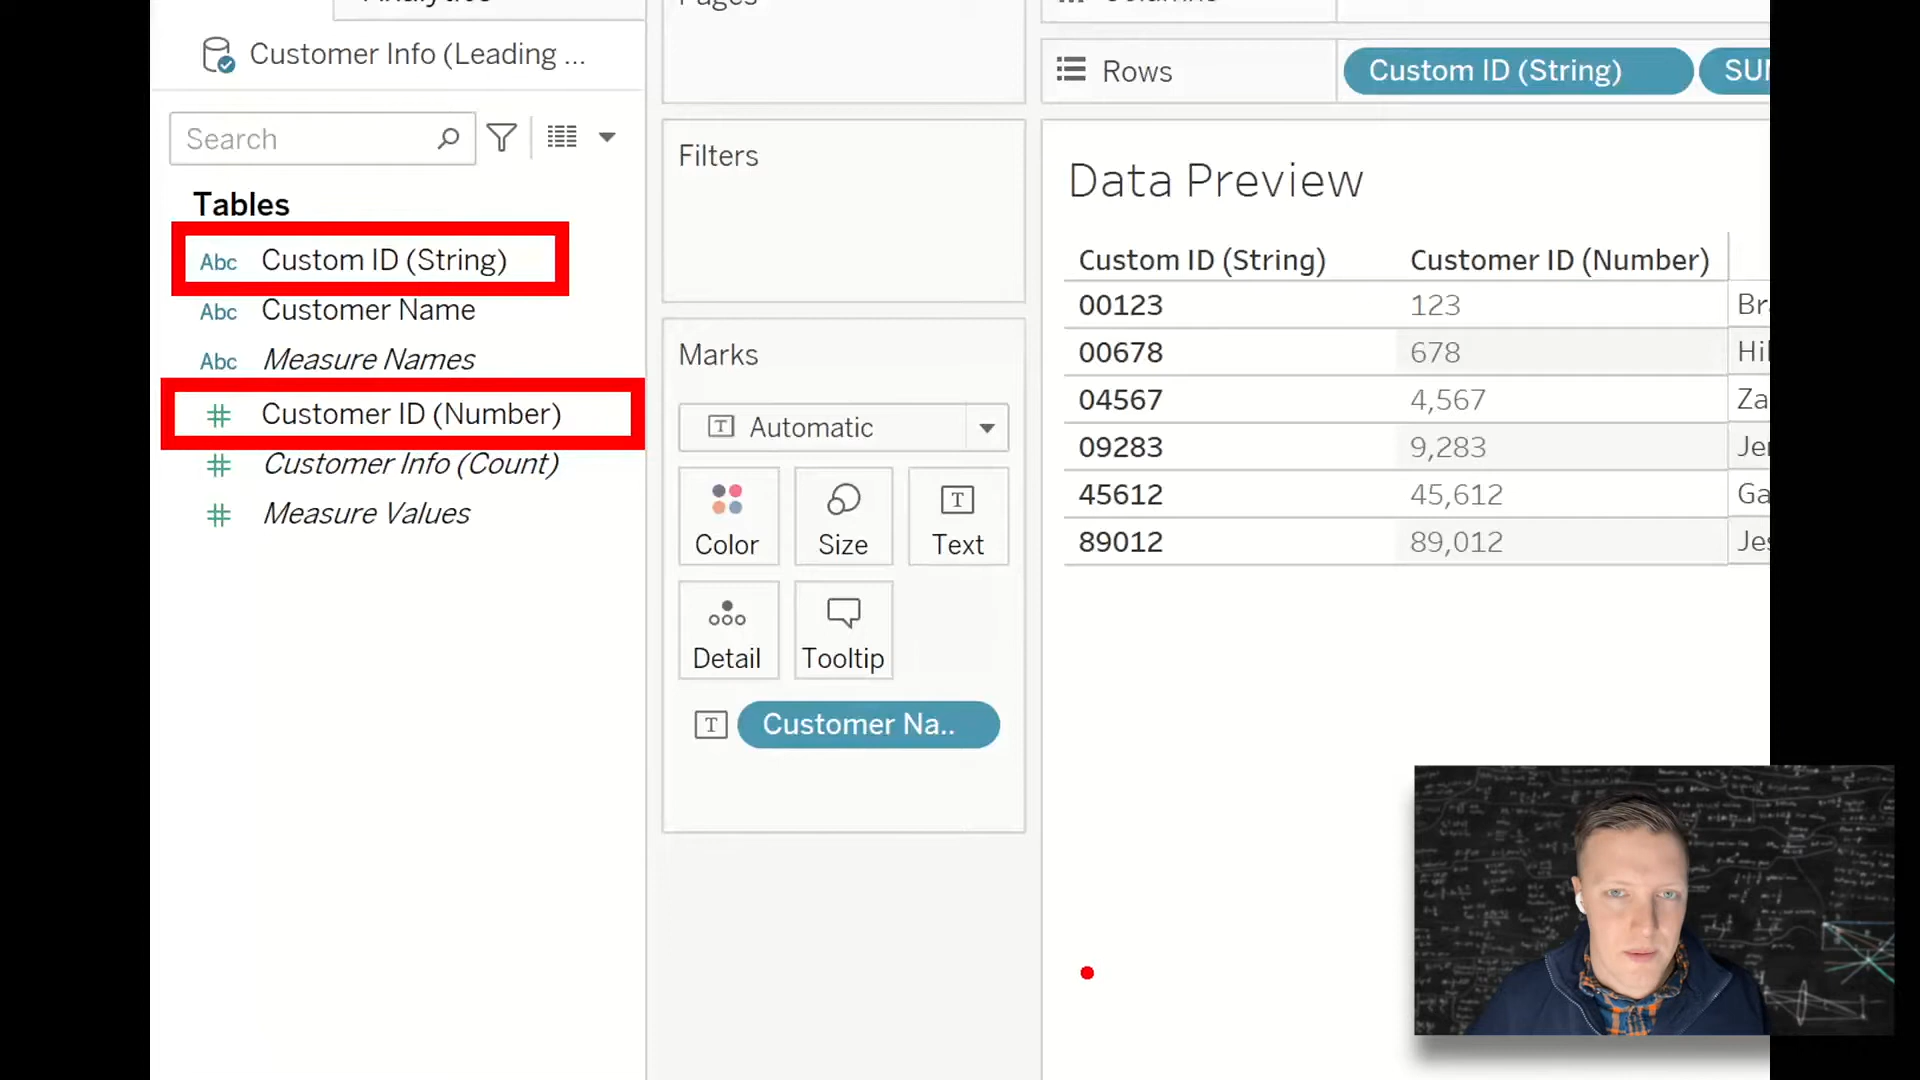 Customer Info (Leading ...
Search
Tables
Abc Custom ID (String)
Abc Customer Name
Abc Measure Names
# Customer ID (Number)
# Customer Info (Count)
# Measure Values
Pages
Filters
Marks
T Automatic
Color Size Text
Detail Tooltip
T Customer Na..
Rows Custom ID (String)
Data Preview
Custom ID (String) Customer ID (Number)
00123 123
00678 678
04567 4,567
09283 9,283
45612 45,612
89012 89,012